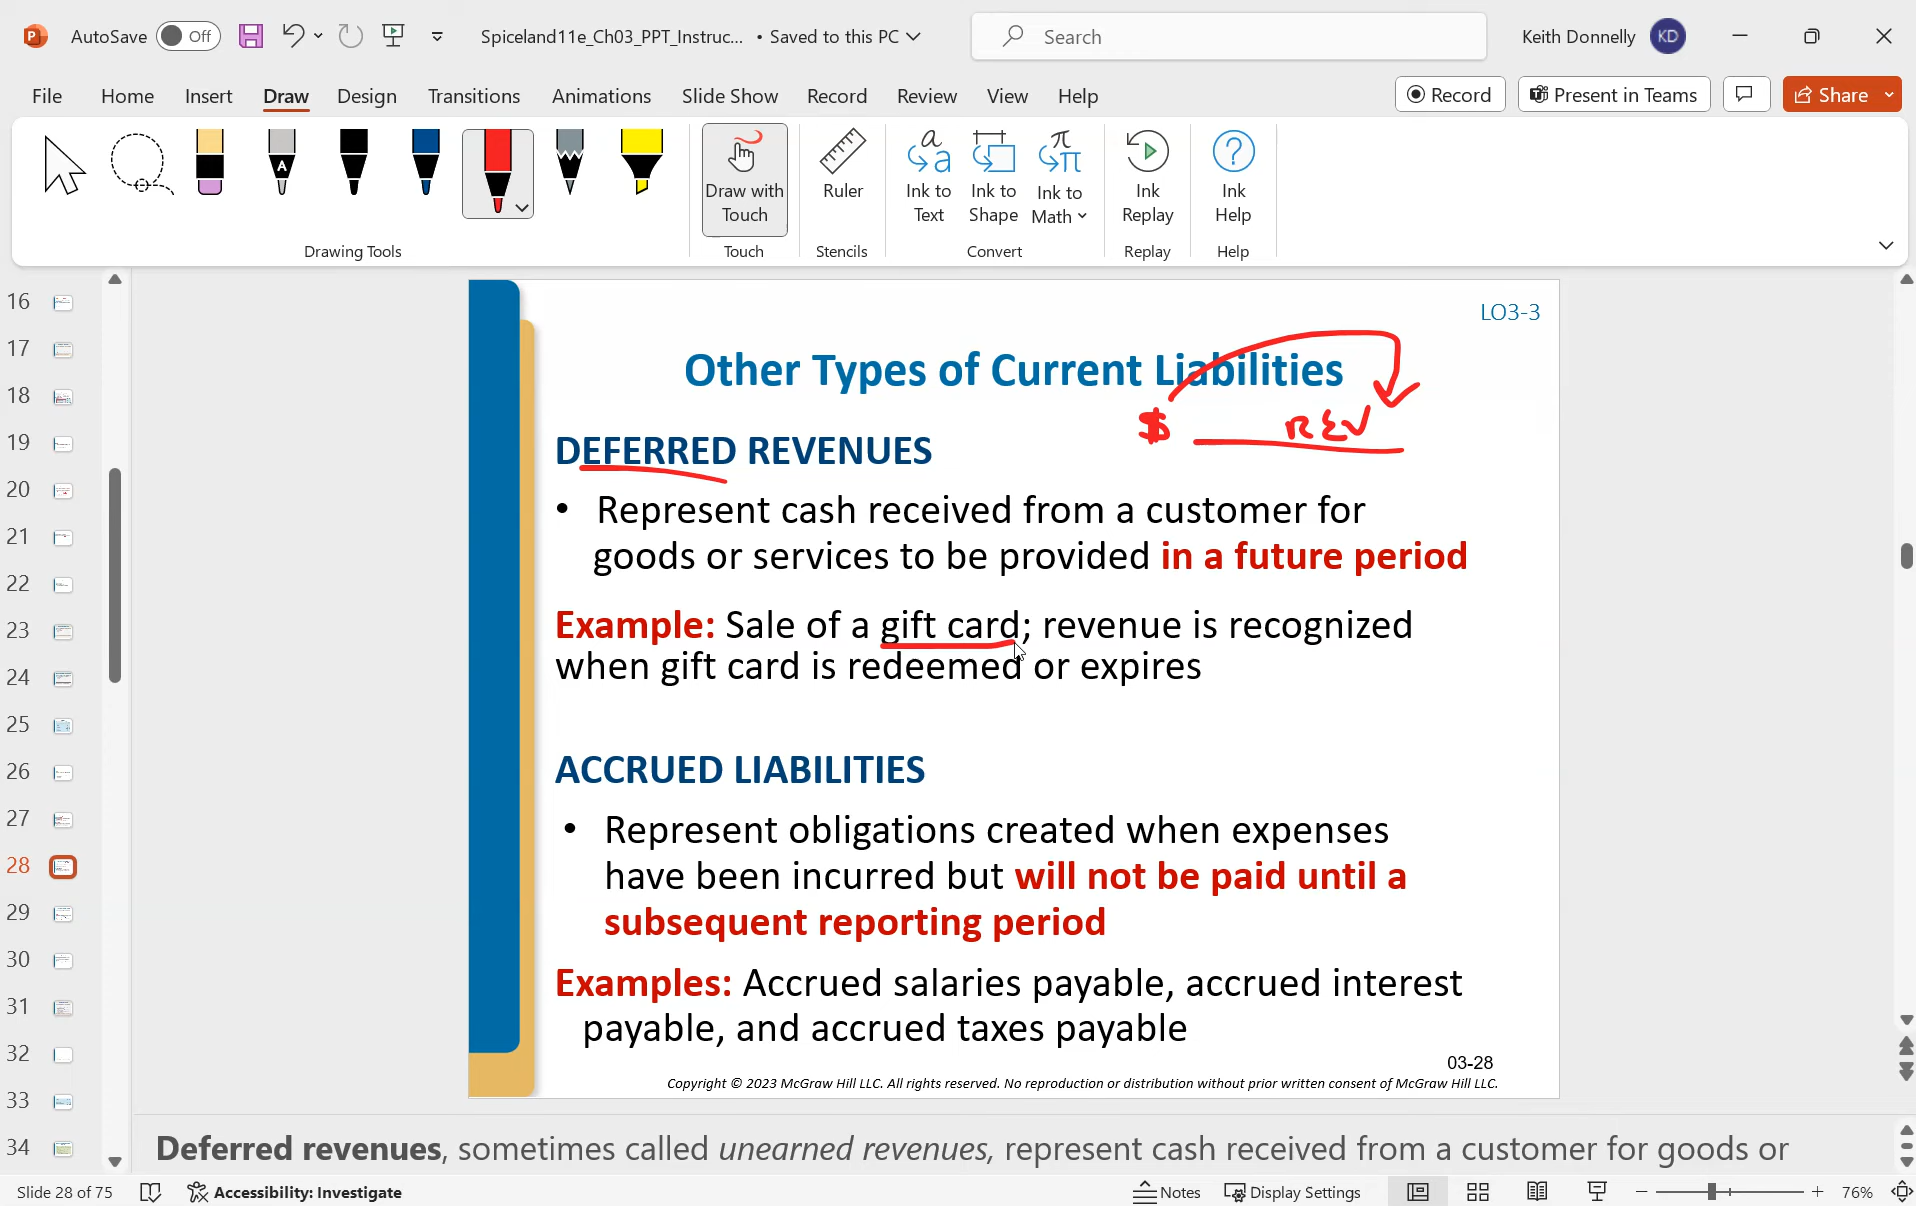 AutoSave Off Spiceland11e_Ch03_PPT_Instruc... • Saved to this PC Search Keith Donnelly KD
File Home Insert Draw Design Transitions Animations Slide Show Record Review View Help Record Present in Teams Share
Draw with Touch
Ruler
Ink to Text
Ink to Shape
Ink to Math
Ink Replay
Ink Help
Drawing Tools Touch Stencils Convert Replay Help
16
17
18
19
20
21
22
23
24
25
26
27
28
29
30
31
32
33
34
LO3-3
Other Types of Current Liabilities
$ REV
DEFERRED REVENUES
• Represent cash received from a customer for
goods or services to be provided in a future period
Example: Sale of a gift card; revenue is recognized
when gift card is redeemed or expires
ACCRUED LIABILITIES
• Represent obligations created when expenses
have been incurred but will not be paid until a
subsequent reporting period
Examples: Accrued salaries payable, accrued interest
payable, and accrued taxes payable
03-28
Copyright © 2023 McGraw Hill LLC. All rights reserved. No reproduction or distribution without prior written consent of McGraw Hill LLC.
Deferred revenues, sometimes called unearned revenues, represent cash received from a customer for goods or
Slide 28 of 75 Accessibility: Investigate Notes Display Settings 76%